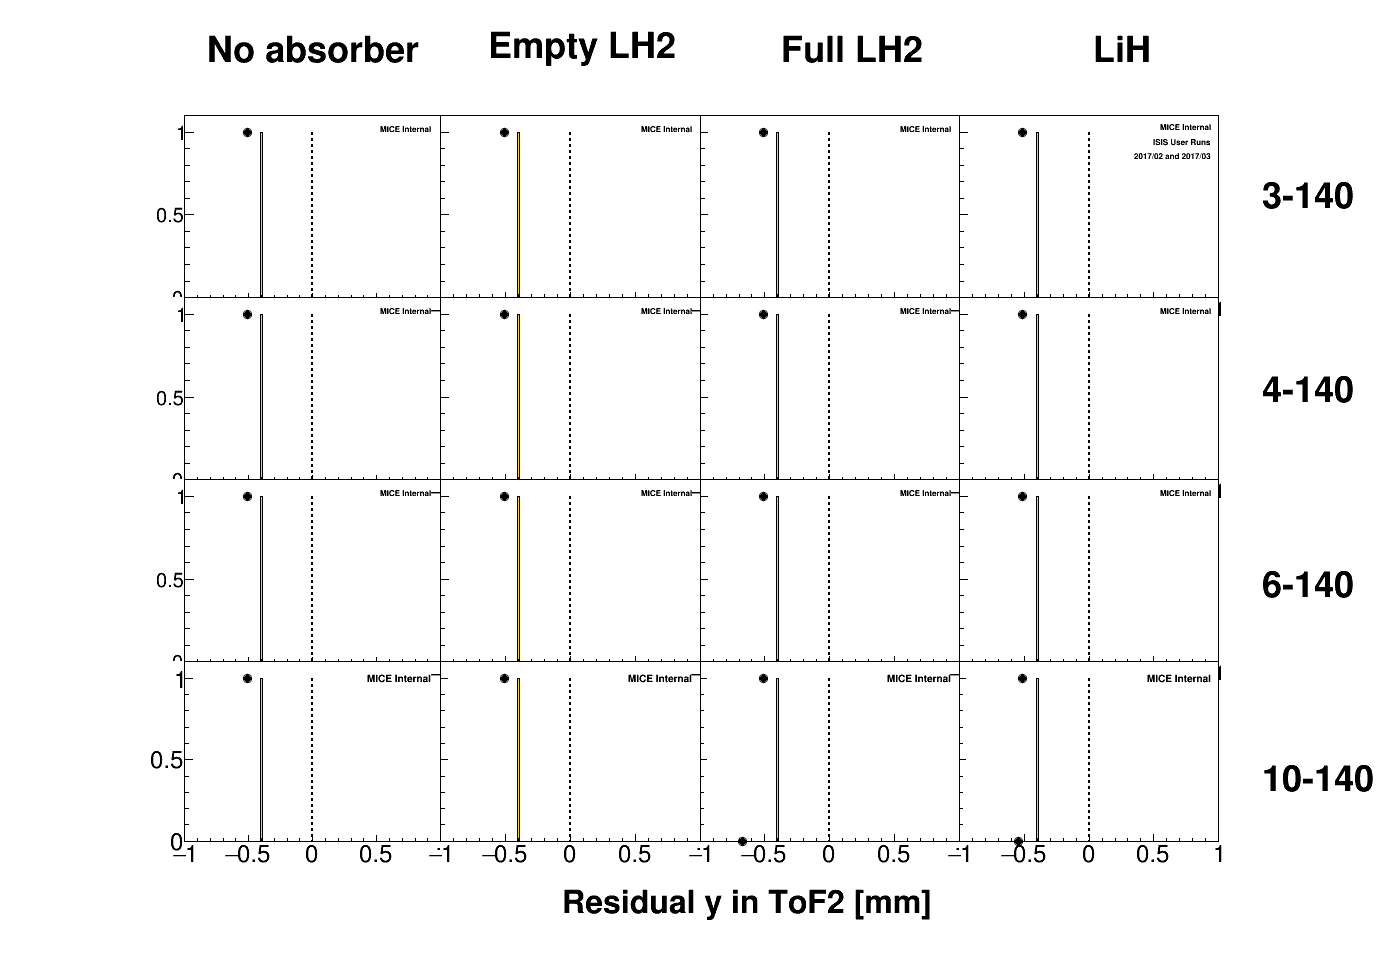 No absorber Empty LH2 Full LH2 LiH
1 MICE Internal MICE Internal MICE Internal MICE Internal
ISIS User Runs
2017/02 and 2017/03
3-140
0.5
0
1 MICE Internal MICE Internal MICE Internal MICE Internal
4-140
0.5
0
1 MICE Internal MICE Internal MICE Internal MICE Internal
0.5
6-140
0
1 MICE Internal MICE Internal MICE Internal MICE Internal
0.5
10-140
0
−1 −0.5 0 0.5 −1 −0.5 0 0.5 −1 −0.5 0 0.5 −1 −0.5 0 0.5 1
Residual y in ToF2 [mm]